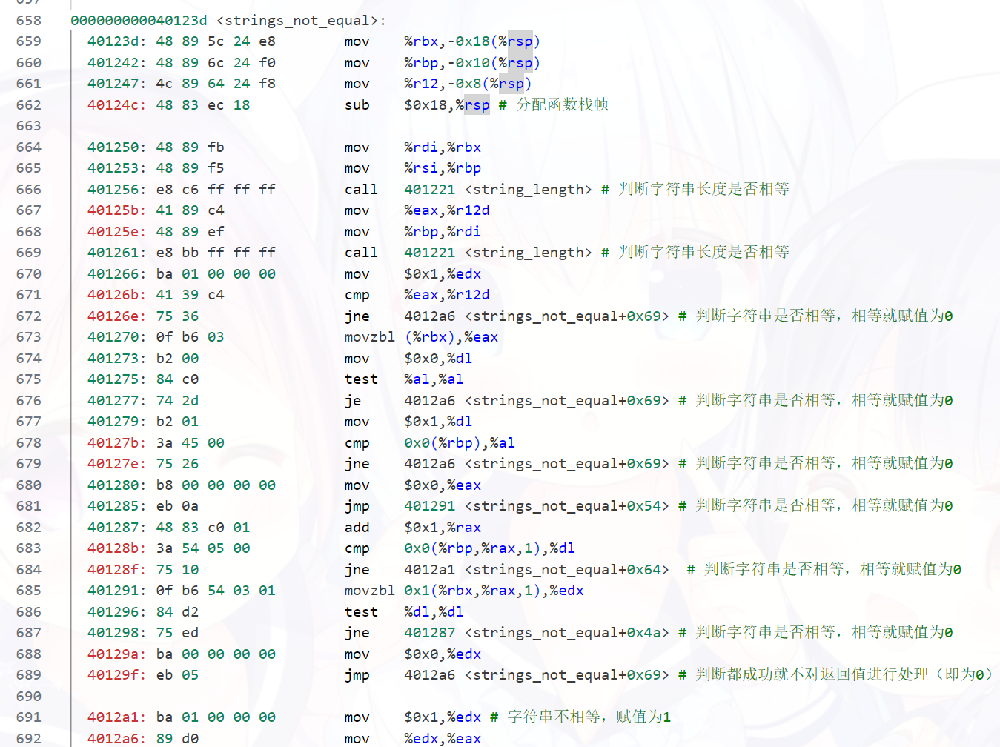 658 000000000040123d <strings_not_equal>:
659 40123d: 48 89 5c 24 e8 mov %rbx,-0x18(%rsp)
660 401242: 48 89 6c 24 f0 mov %rbp,-0x10(%rsp)
661 401247: 4c 89 64 24 f8 mov %r12,-0x8(%rsp)
662 40124c: 48 83 ec 18 sub $0x18,%rsp # 分配函数栈帧
663
664 401250: 48 89 fb mov %rdi,%rbx
665 401253: 48 89 f5 mov %rsi,%rbp
666 401256: e8 c6 ff ff ff call 401221 <string_length> # 判断字符串长度是否相等
667 40125b: 41 89 c4 mov %eax,%r12d
668 40125e: 48 89 ef mov %rbp,%rdi
669 401261: e8 bb ff ff ff call 401221 <string_length> # 判断字符串长度是否相等
670 401266: ba 01 00 00 00 mov $0x1,%edx
671 40126b: 41 39 c4 cmp %eax,%r12d
672 40126e: 75 36 jne 4012a6 <strings_not_equal+0x69> # 判断字符串是否相等，相等就赋值为0
673 401270: 0f b6 03 movzbl (%rbx),%eax
674 401273: b2 00 mov $0x0,%dl
675 401275: 84 c0 test %al,%al
676 401277: 74 2d je 4012a6 <strings_not_equal+0x69> # 判断字符串是否相等，相等就赋值为0
677 401279: b2 01 mov $0x1,%dl
678 40127b: 3a 45 00 cmp 0x0(%rbp),%al
679 40127e: 75 26 jne 4012a6 <strings_not_equal+0x69> # 判断字符串是否相等，相等就赋值为0
680 401280: b8 00 00 00 00 mov $0x0,%eax
681 401285: eb 0a jmp 401291 <strings_not_equal+0x54> # 判断字符串是否相等，相等就赋值为0
682 401287: 48 83 c0 01 add $0x1,%rax
683 40128b: 3a 54 05 00 cmp 0x0(%rbp,%rax,1),%dl
684 40128f: 75 10 jne 4012a1 <strings_not_equal+0x64> # 判断字符串是否相等，相等就赋值为0
685 401291: 0f b6 54 03 01 movzbl 0x1(%rbx,%rax,1),%edx
686 401296: 84 d2 test %dl,%dl
687 401298: 75 ed jne 401287 <strings_not_equal+0x4a> # 判断字符串是否相等，相等就赋值为0
688 40129a: ba 00 00 00 00 mov $0x0,%edx
689 40129f: eb 05 jmp 4012a6 <strings_not_equal+0x69> # 判断都成功就不对返回值进行处理（即为0）
690
691 4012a1: ba 01 00 00 00 mov $0x1,%edx # 字符串不相等，赋值为1
692 4012a6: 89 d0 mov %edx,%eax